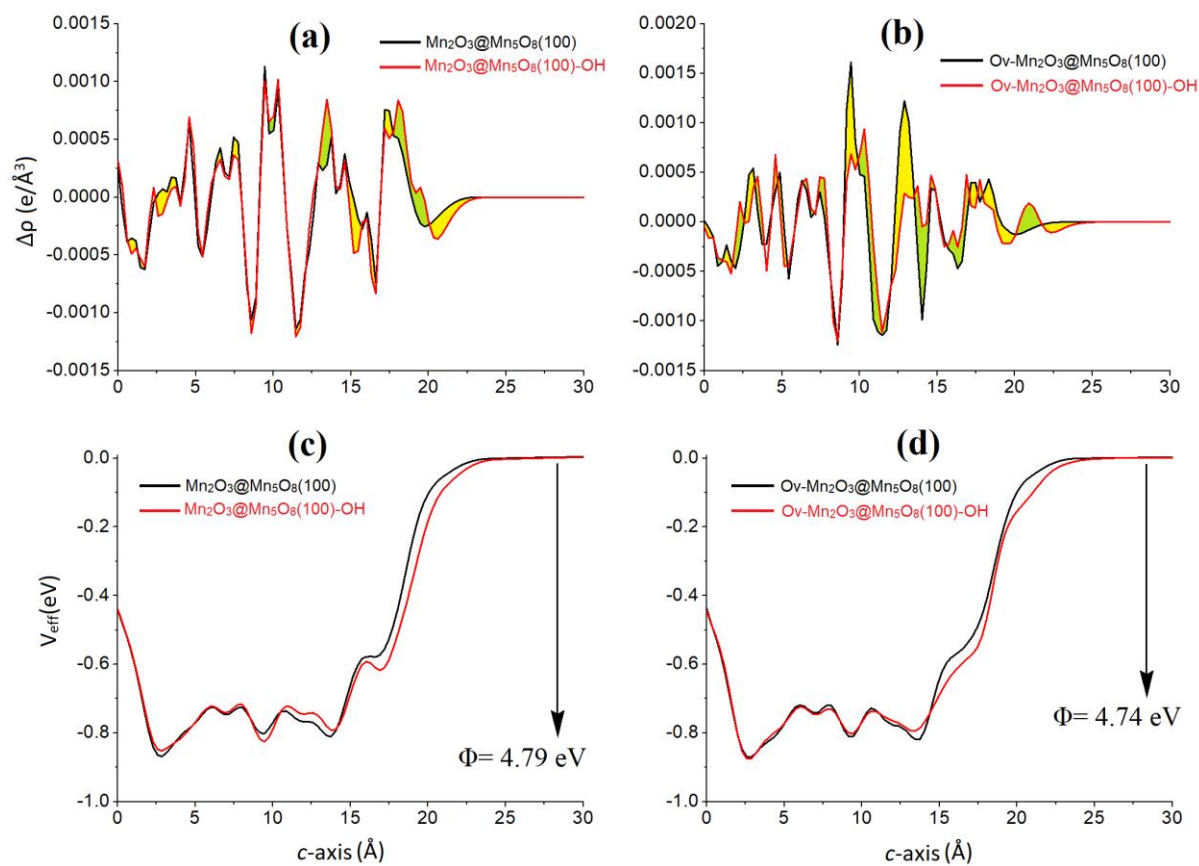 (a)
Mn₂O₃@Mn₅O₈(100)
Mn₂O₃@Mn₅O₈(100)-OH
0.0015
0.0010
0.0005
0.0000
-0.0005
-0.0010
-0.0015
Δρ (e/Å³)
0 5 10 15 20 25 30
(b)
Ov-Mn₂O₃@Mn₅O₈(100)
Ov-Mn₂O₃@Mn₅O₈(100)-OH
0.0020
0.0015
0.0010
0.0005
0.0000
-0.0005
-0.0010
-0.0015
0 5 10 15 20 25 30
(c)
Mn₂O₃@Mn₅O₈(100)
Mn₂O₃@Mn₅O₈(100)-OH
0.0
-0.2
-0.4
-0.6
-0.8
-1.0
V_eff(eV)
Φ= 4.79 eV
0 5 10 15 20 25 30
c-axis (Å)
(d)
Ov-Mn₂O₃@Mn₅O₈(100)
Ov-Mn₂O₃@Mn₅O₈(100)-OH
0.0
-0.2
-0.4
-0.6
-0.8
-1.0
Φ= 4.74 eV
0 5 10 15 20 25 30
c-axis (Å)